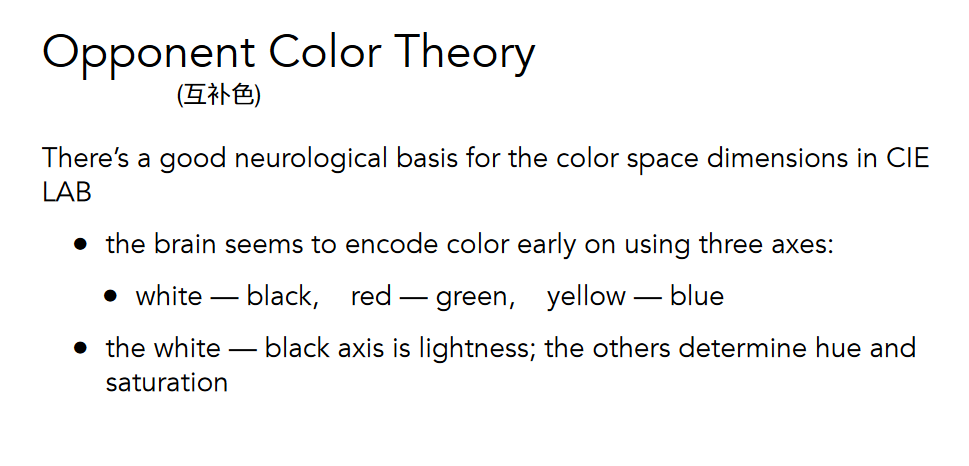 Opponent Color Theory
(互补色)
There’s a good neurological basis for the color space dimensions in CIE
LAB
● the brain seems to encode color early on using three axes:
● white — black, red — green, yellow — blue
● the white — black axis is lightness; the others determine hue and
saturation